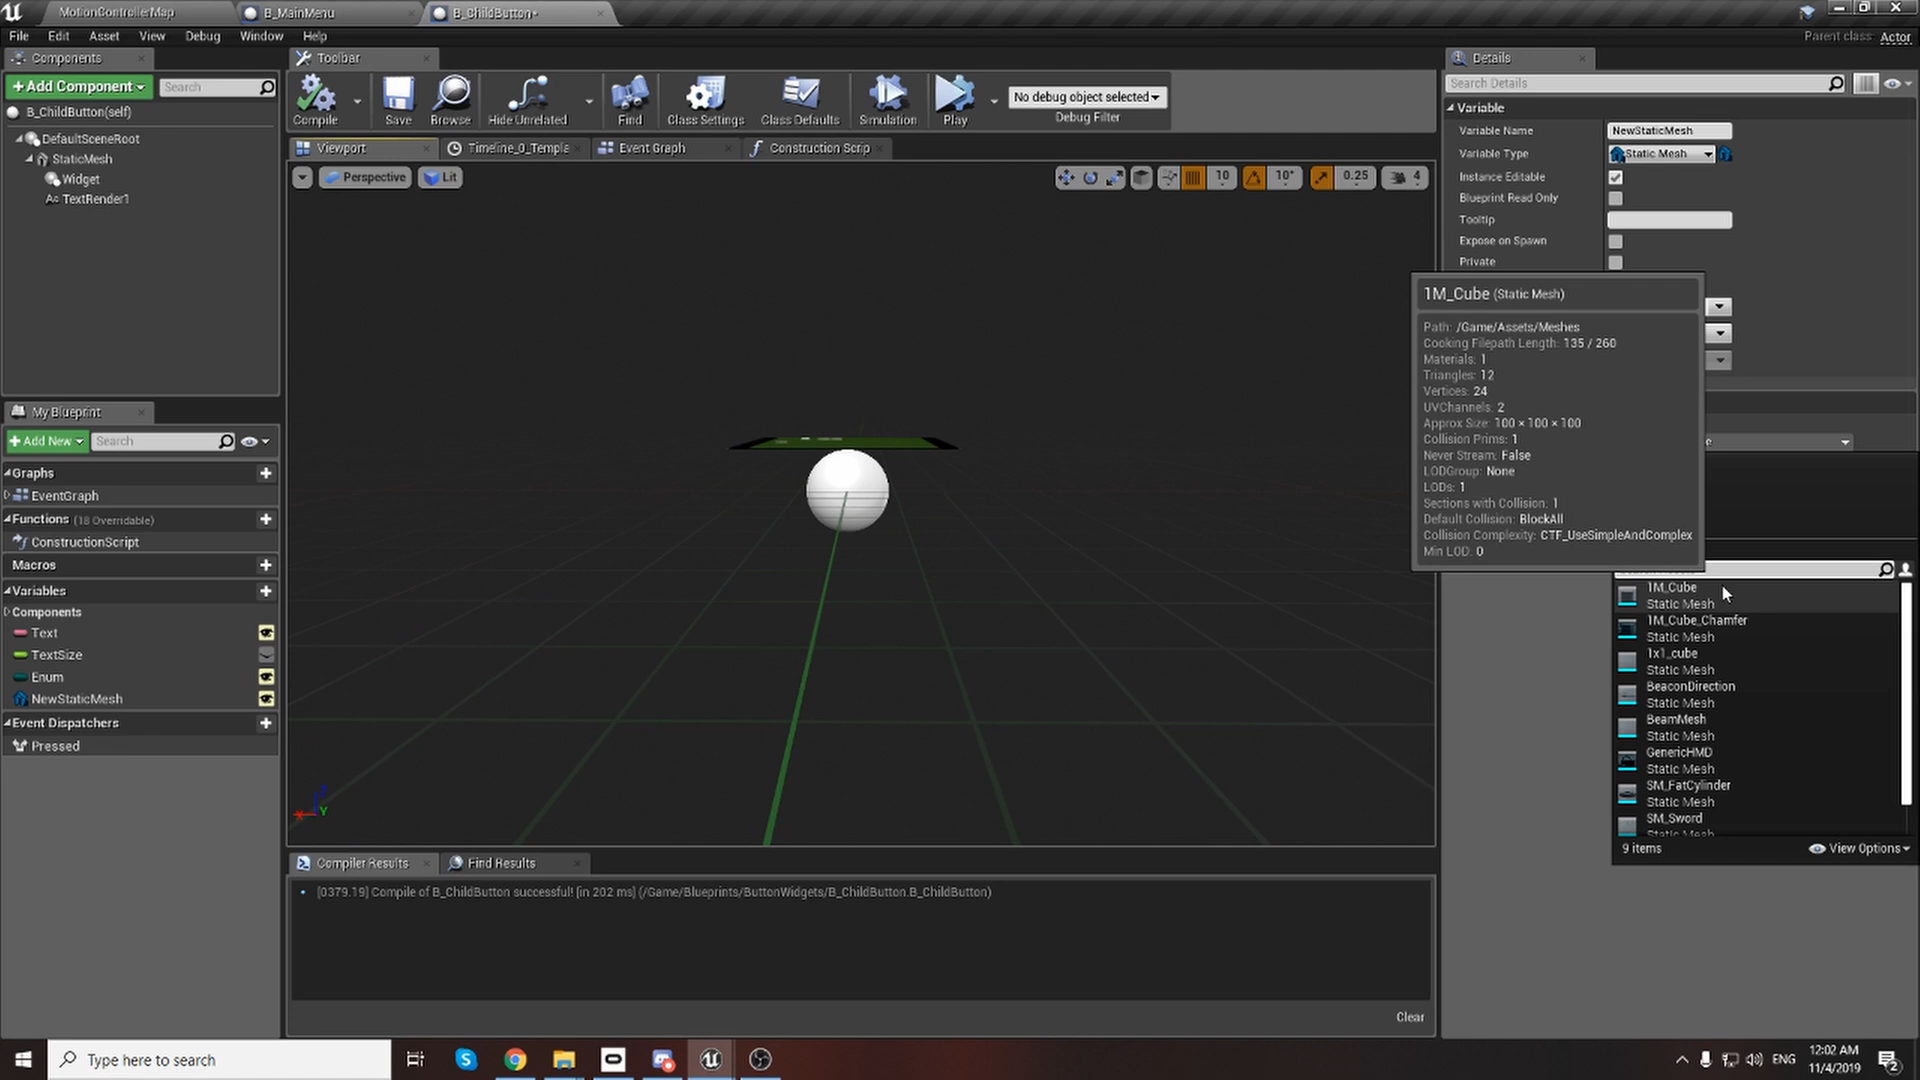 MotionControllerMap
B_MainMenu
B_ChildButton*
File Edit Asset View Debug Window Help
Parent class: Actor
Components
Toolbar
Details
+Add Component
Search
Compile
Save
Browse
Hide Unrelated
Find
Class Settings
Class Defaults
Simulation
Play
No debug object selected
Debug Filter
Search Details
B_ChildButton(self)
DefaultSceneRoot
StaticMesh
Widget
TextRender1
Viewport
Timeline_0_Templa
Event Graph
Construction Scrip
Perspective
Lit
10
10°
0.25
4
Variable
Variable Name NewStaticMesh
Variable Type Static Mesh
Instance Editable
Blueprint Read Only
Tooltip
Expose on Spawn
Private
1M_Cube (Static Mesh)
Path: /Game/Assets/Meshes
Cooking Filepath Length: 135 / 260
Materials: 1
Triangles: 12
Vertices: 24
UVChannels: 2
Approx Size: 100 × 100 × 100
Collision Prims: 1
Never Stream: False
LODGroup: None
LODs: 1
Sections with Collision: 1
Default Collision: BlockAll
Collision Complexity: CTF_UseSimpleAndComplex
Min LOD: 0
1M_Cube
Static Mesh
1M_Cube_Chamfer
Static Mesh
1x1_cube
Static Mesh
BeaconDirection
Static Mesh
BeamMesh
Static Mesh
GenericHMD
Static Mesh
SM_FatCylinder
Static Mesh
SM_Sword
Static Mesh
9 items
View Options
My Blueprint
+Add New
Search
Graphs
EventGraph
Functions (18 Overridable)
ConstructionScript
Macros
Variables
Components
Text
TextSize
Enum
NewStaticMesh
Event Dispatchers
Pressed
Y
Compiler Results
Find Results
[0379.19] Compile of B_ChildButton successful! [in 202 ms] (/Game/Blueprints/ButtonWidgets/B_ChildButton.B_ChildButton)
Clear
Type here to search
ENG
12:02 AM
11/4/2019
2